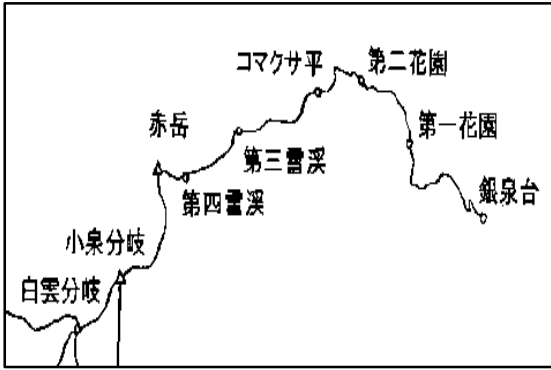 コマクサ平
第二花園
赤岳
第一花園
第三雪渓
第四雪渓
銀泉台
小泉分岐
白雲分岐